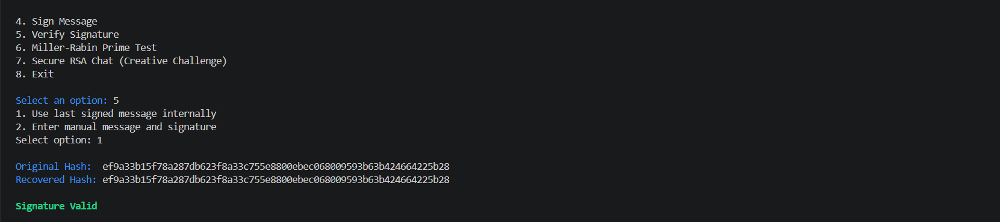 4. Sign Message
5. Verify Signature
6. Miller-Rabin Prime Test
7. Secure RSA Chat (Creative Challenge)
8. Exit
Select an option: 5
1. Use last signed message internally
2. Enter manual message and signature
Select option: 1
Original Hash:  ef9a33b15f78a287db623f8a33c755e8800ebec068009593b63b424664225b28
Recovered Hash: ef9a33b15f78a287db623f8a33c755e8800ebec068009593b63b424664225b28
Signature Valid